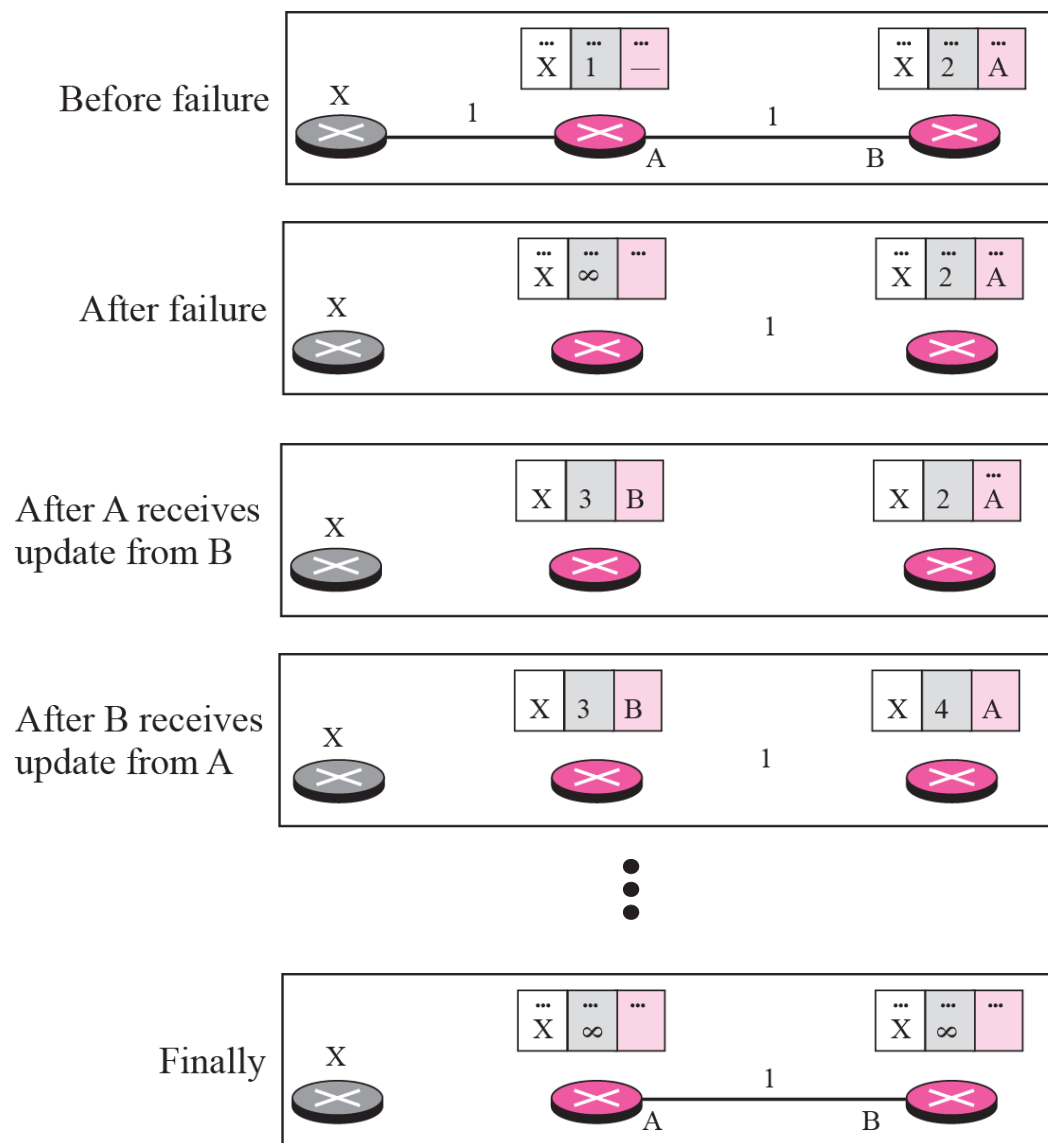 Before failure
X
1
1
A
B
... ... ...
X 1 —
... ... ...
X 2 A
After failure
X
1
... ... ...
X ∞
... ... ...
X 2 A
After A receives
update from B
X
X 3 B
...
X 2 A
After B receives
update from A
X
1
X 3 B
X 4 A
Finally
X
1
A
B
... ... ...
X ∞
... ... ...
X ∞